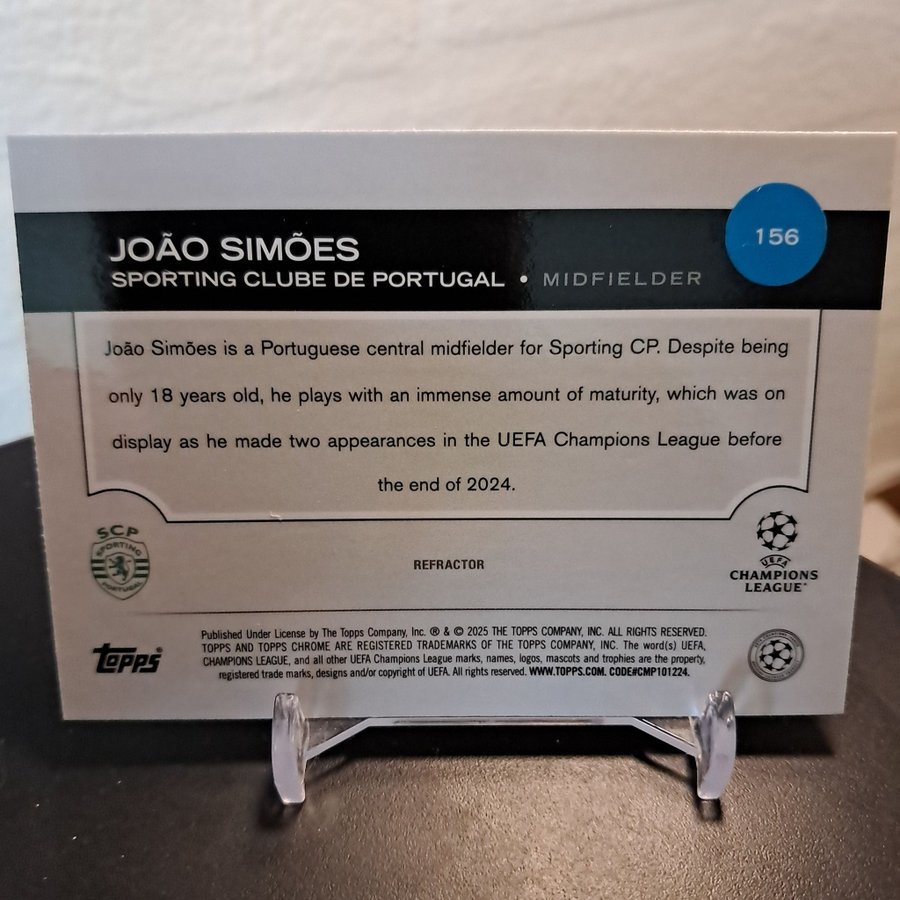 156
JOÃO SIMÕES
SPORTING CLUBE DE PORTUGAL • MIDFIELDER
João Simões is a Portuguese central midfielder for Sporting CP. Despite being
only 18 years old, he plays with an immense amount of maturity, which was on
display as he made two appearances in the UEFA Champions League before
the end of 2024.
SCP
SPORTING
PORTUGAL
REFRACTOR
UEFA
CHAMPIONS
LEAGUE
topps
Published Under License by The Topps Company, Inc. ® & © 2025 THE TOPPS COMPANY, INC. ALL RIGHTS RESERVED.
TOPPS AND TOPPS CHROME ARE REGISTERED TRADEMARKS OF THE TOPPS COMPANY, INC. The word(s) UEFA,
CHAMPIONS LEAGUE, and all other UEFA Champions League marks, names, logos, mascots and trophies are the property,
registered trade marks, designs and/or copyright of UEFA. All rights reserved. WWW.TOPPS.COM. CODE#CMP101224.